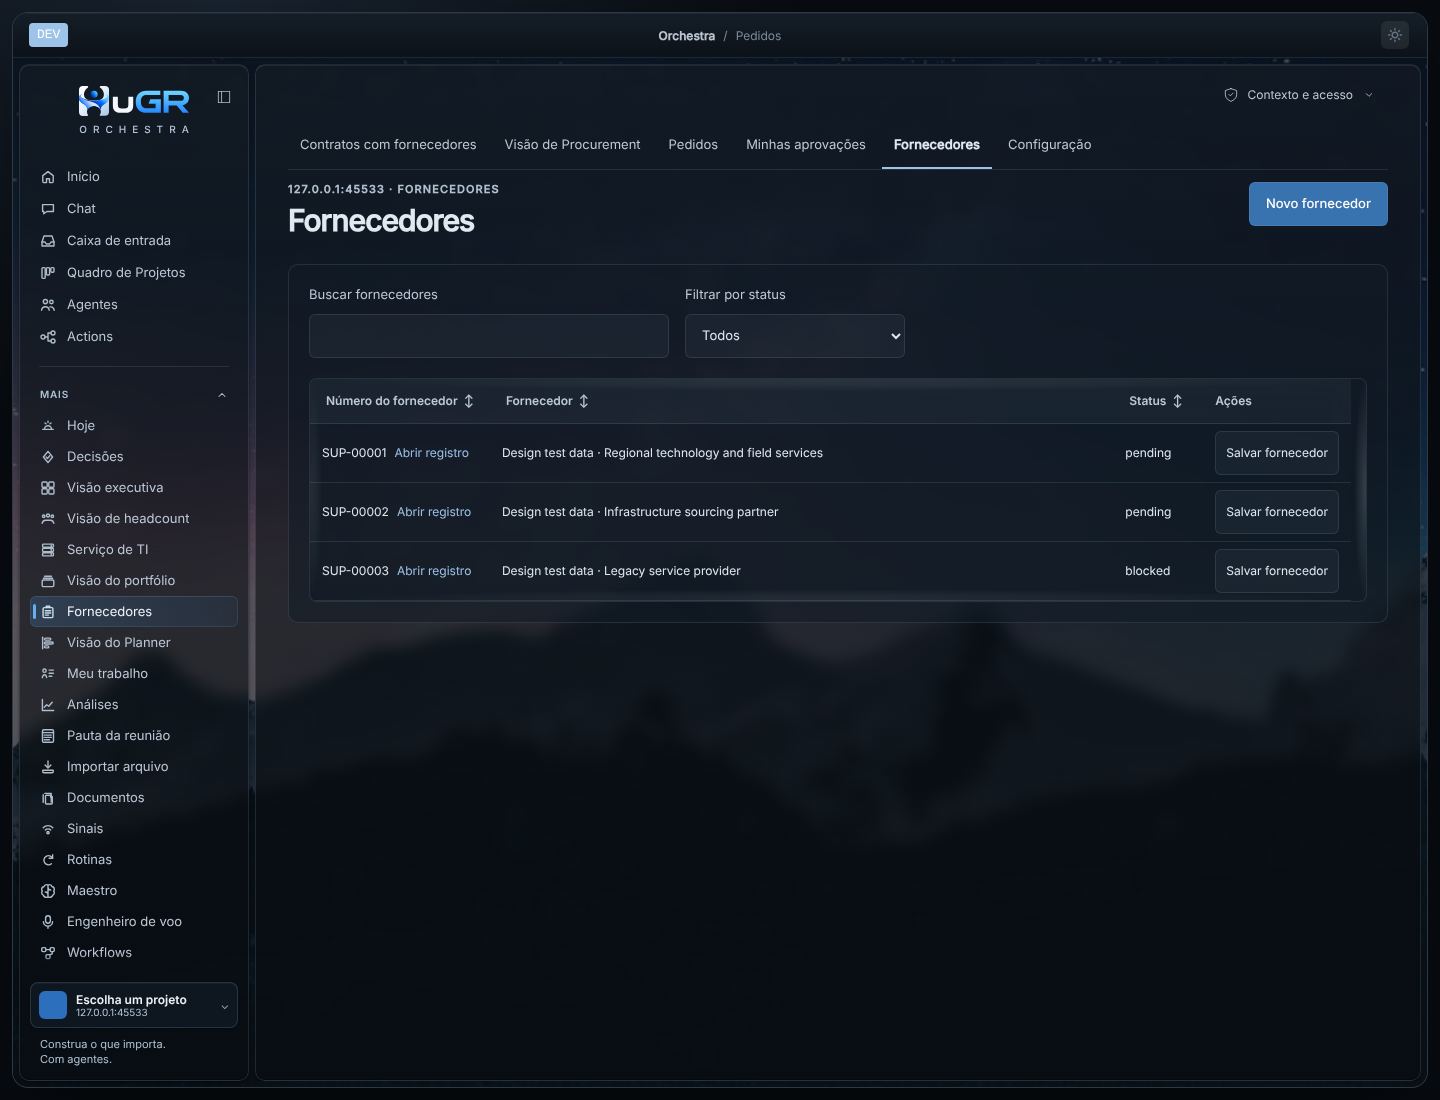 DEV
Orchestra / Pedidos
HuGR
ORCHESTRA
Contexto e acesso
Início
Chat
Caixa de entrada
Quadro de Projetos
Agentes
Actions
MAIS
Hoje
Decisões
Visão executiva
Visão de headcount
Serviço de TI
Visão do portfólio
Fornecedores
Visão do Planner
Meu trabalho
Análises
Pauta da reunião
Importar arquivo
Documentos
Sinais
Rotinas
Maestro
Engenheiro de voo
Workflows
Escolha um projeto
127.0.0.1:45533
Construa o que importa.
Com agentes.
Contratos com fornecedores Visão de Procurement Pedidos Minhas aprovações Fornecedores Configuração
127.0.0.1:45533 · FORNECEDORES
Fornecedores
Novo fornecedor
Buscar fornecedores Filtrar por status
Todos
Número do fornecedor Fornecedor Status Ações
SUP-00001 Abrir registro Design test data · Regional technology and field services pending Salvar fornecedor
SUP-00002 Abrir registro Design test data · Infrastructure sourcing partner pending Salvar fornecedor
SUP-00003 Abrir registro Design test data · Legacy service provider blocked Salvar fornecedor